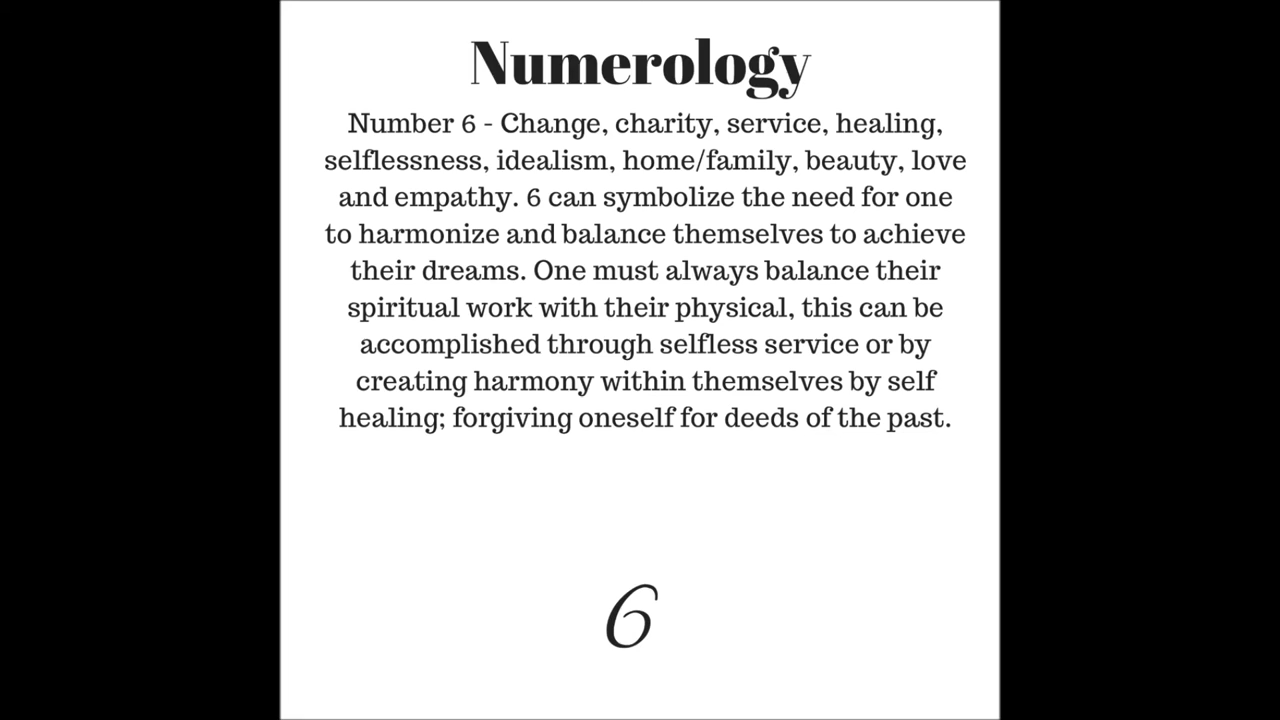 Numerology
Number 6 - Change, charity, service, healing,
selflessness, idealism, home/family, beauty, love
and empathy. 6 can symbolize the need for one
to harmonize and balance themselves to achieve
their dreams. One must always balance their
spiritual work with their physical, this can be
accomplished through selfless service or by
creating harmony within themselves by self
healing; forgiving oneself for deeds of the past.
6